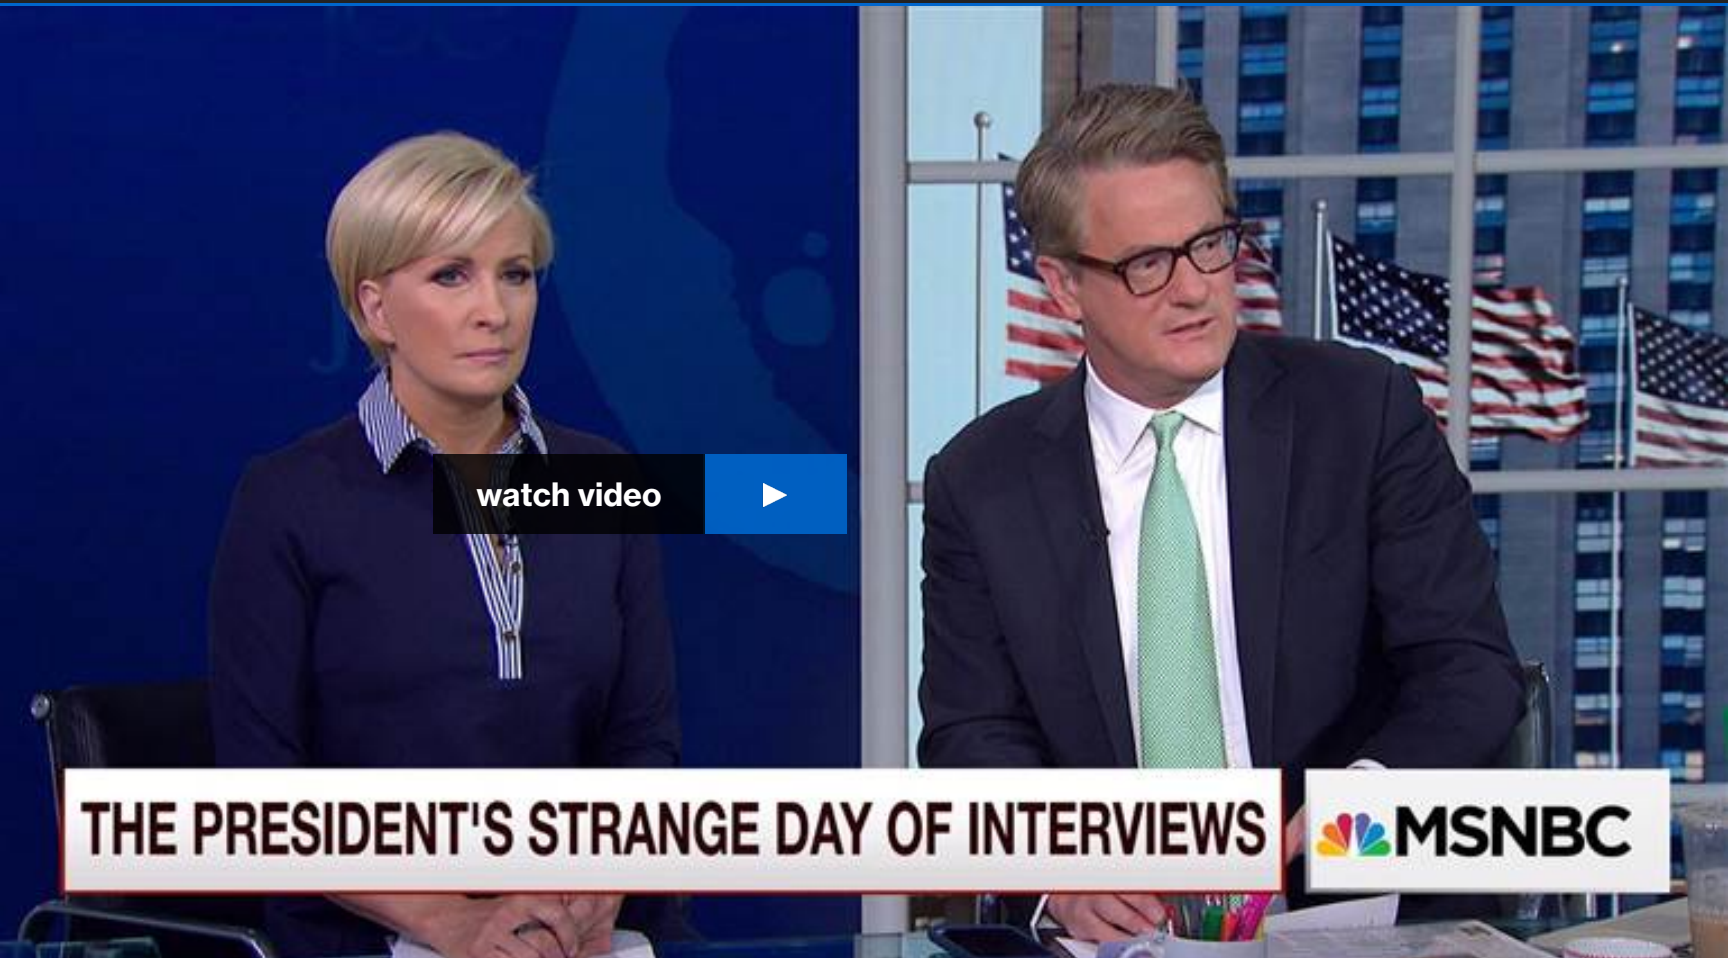 watch video
THE PRESIDENT'S STRANGE DAY OF INTERVIEWS
MSNBC